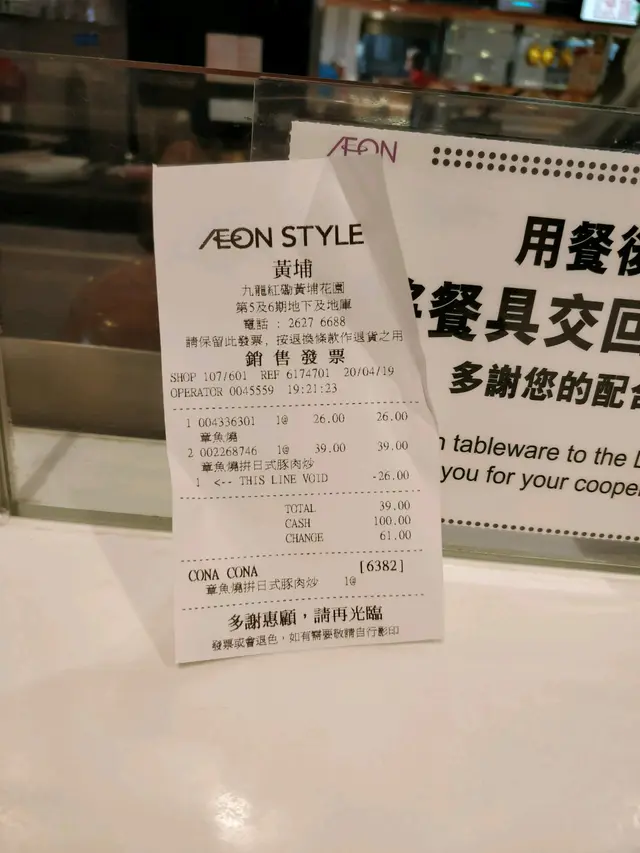 ÆON STYLE
黃埔
九龍紅磡黃埔花園
第5及6期地下及地庫
電話 : 2627 6688
請保留此發票, 按退換條款作退貨之用
銷售發票
SHOP 107/601 REF 6174701 20/04/19
OPERATOR 0045559 19:21:23
1 004336301 1@ 26.00 26.00
章魚燒
2 002268746 1@ 39.00 39.00
章魚燒拼日式豚肉炒
1 <-- THIS LINE VOID -26.00
TOTAL 39.00
CASH 100.00
CHANGE 61.00
CONA CONA [6382]
章魚燒拼日式豚肉炒 1@
多謝惠顧，請再光臨
發票或會退色, 如有需要敬請自行影印
ÆON
用餐後
餐具交回
多謝您的配合
tableware to the
you for your cooper